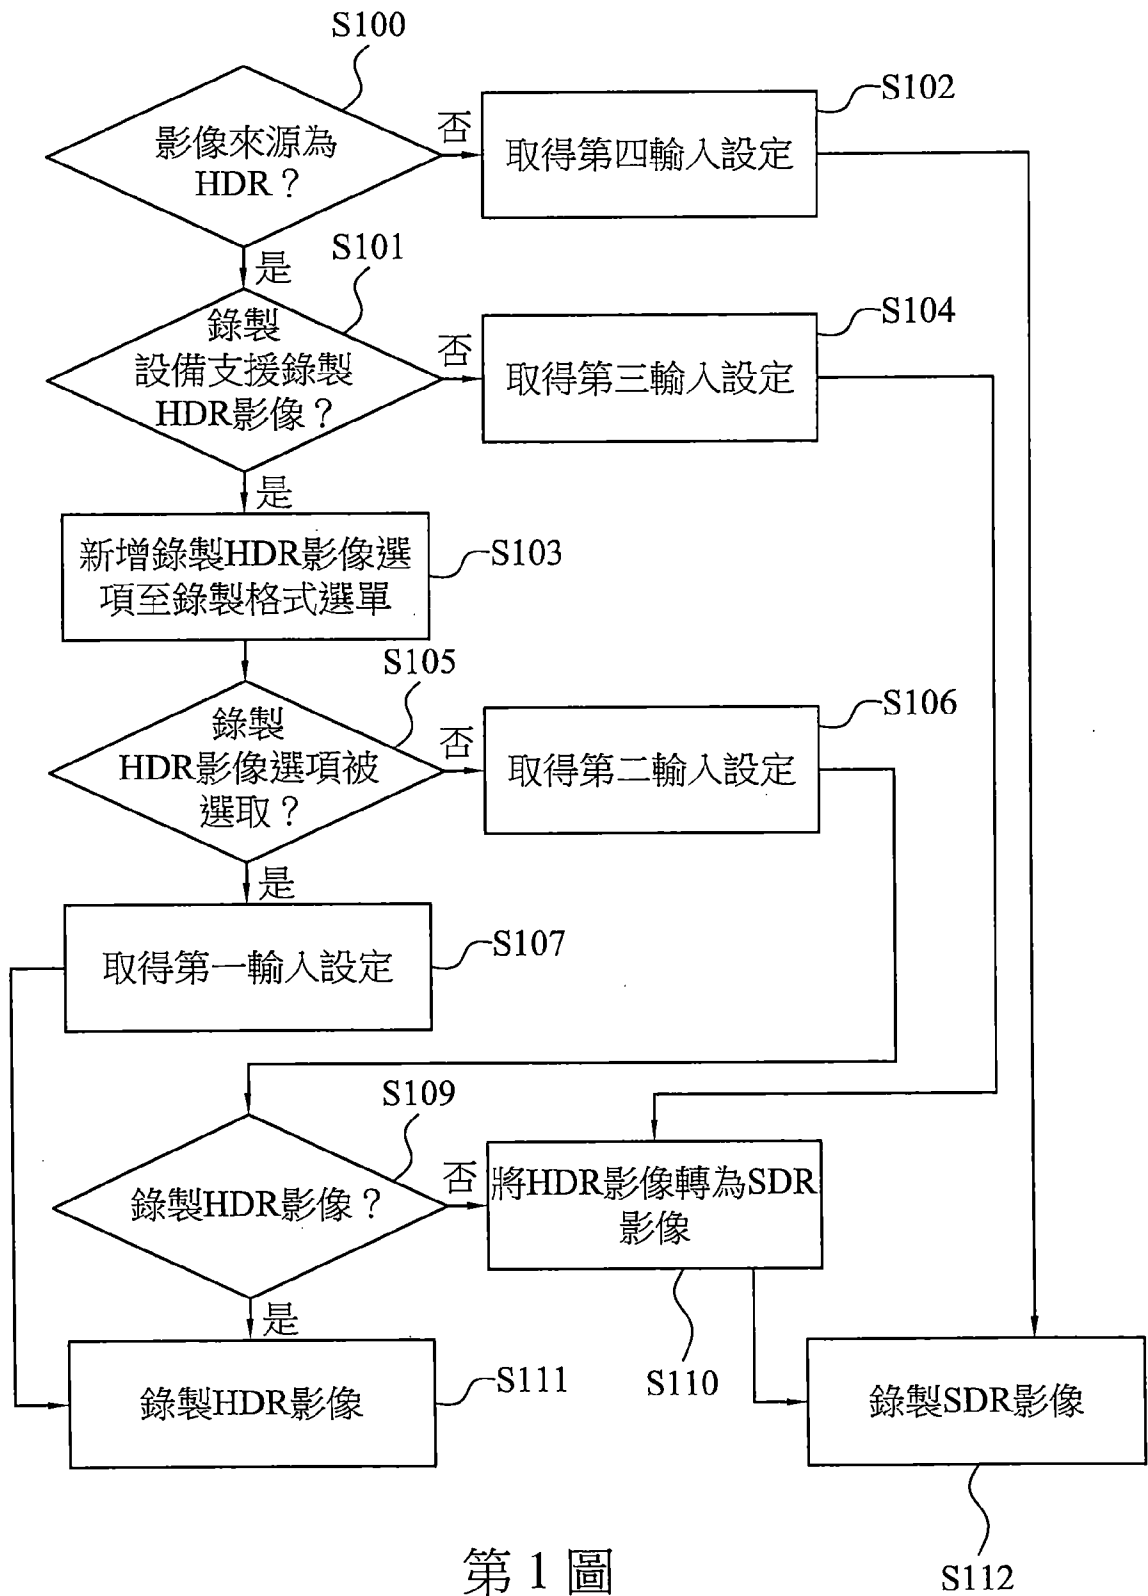 S100
影像來源為
HDR？
否
取得第四輸入設定
S102
是
S101
錄製
設備支援錄製
HDR影像？
否
取得第三輸入設定
S104
是
新增錄製HDR影像選
項至錄製格式選單
S103
S105
錄製
HDR影像選項被
選取？
否
取得第二輸入設定
S106
是
取得第一輸入設定
S107
S109
錄製HDR影像？
否
將HDR影像轉為SDR
影像
S110
是
錄製HDR影像
S111
錄製SDR影像
S112
第 1 圖